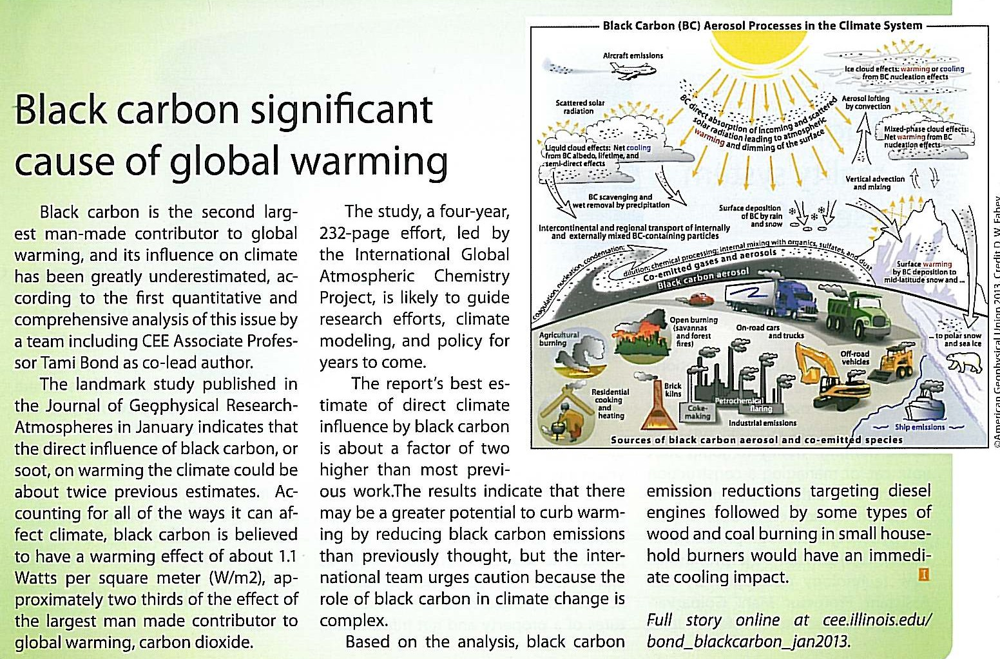 Black carbon significant
cause of global warming
Black carbon is the second larg-
est man-made contributor to global
warming, and its influence on climate
has been greatly underestimated, ac-
cording to the first quantitative and
comprehensive analysis of this issue by
a team including CEE Associate Profes-
sor Tami Bond as co-lead author.
The landmark study published in
the Journal of Geophysical Research-
Atmospheres in January indicates that
the direct influence of black carbon, or
soot, on warming the climate could be
about twice previous estimates. Ac-
counting for all of the ways it can af-
fect climate, black carbon is believed
to have a warming effect of about 1.1
Watts per square meter (W/m2), ap-
proximately two thirds of the effect of
the largest man made contributor to
global warming, carbon dioxide.
The study, a four-year,
232-page effort, led by
the International Global
Atmospheric Chemistry
Project, is likely to guide
research efforts, climate
modeling, and policy for
years to come.
The report's best es-
timate of direct climate
influence by black carbon
is about a factor of two
higher than most previ-
ous work.The results indicate that there
may be a greater potential to curb warm-
ing by reducing black carbon emissions
than previously thought, but the inter-
national team urges caution because the
role of black carbon in climate change is
complex.
Based on the analysis, black carbon
emission reductions targeting diesel
engines followed by some types of
wood and coal burning in small house-
hold burners would have an immedi-
ate cooling impact.
I
Full story online at cee.illinois.edu/
bond_blackcarbon_jan2013.
Black Carbon (BC) Aerosol Processes in the Climate System
Aircraft emissions
Ice cloud effects: warming or cooling
from BC nucleation effects
Scattered solar
radiation
BC direct absorption of incoming and scattered
solar radiation leading to atmospheric
warming and dimming of the surface
Aerosol lofting
by convection
Mixed-phase cloud effects:
Net warming from BC
nucleation effects
Liquid cloud effects: Net cooling
from BC albedo, lifetime, and
semi-direct effects
Vertical advection
and mixing
BC scavenging and
wet removal by precipitation
Surface deposition
of BC by rain
and snow
Intercontinental and regional transport of internally
and externally mixed BC-containing particles
coagulation, nucleation, condensation;
dilution; chemical processing; internal mixing with organics, sulfates, and dust
Co-emitted gases and aerosols
Black carbon aerosol
Surface warming
by BC deposition to
mid-latitude snow and ...
... to polar snow
and sea ice
Agricultural
burning
Open burning
(savannas
and forest
fires)
On-road cars
and trucks
Off-road
vehicles
Residential
cooking
and
heating
Brick
kilns
Coke-
making
Petrochemical
flaring
Industrial emissions
Ship emissions
Sources of black carbon aerosol and co-emitted species
©American Geophysical Union 2013. Credit D. W. Fahey